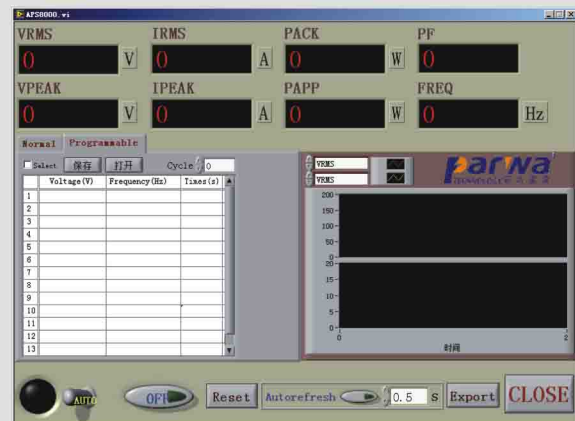 APS8000.vi
VRMS IRMS PACK PF
0 V 0 A 0 W 0
VPEAK IPEAK PAPP FREQ
0 V 0 A 0 W 0 Hz
Normal Programmable
Select 保存 打开 Cycle 0
Voltage(V) Frequency(Hz) Times(s)
1
2
3
4
5
6
7
8
9
10
11
12
13
VRMS
VRMS
parwa
200
150
100
50
0
20
15
10
5
0
0 2
时间
AUTO OFF Reset Autorefresh 0.5 S Export CLOSE